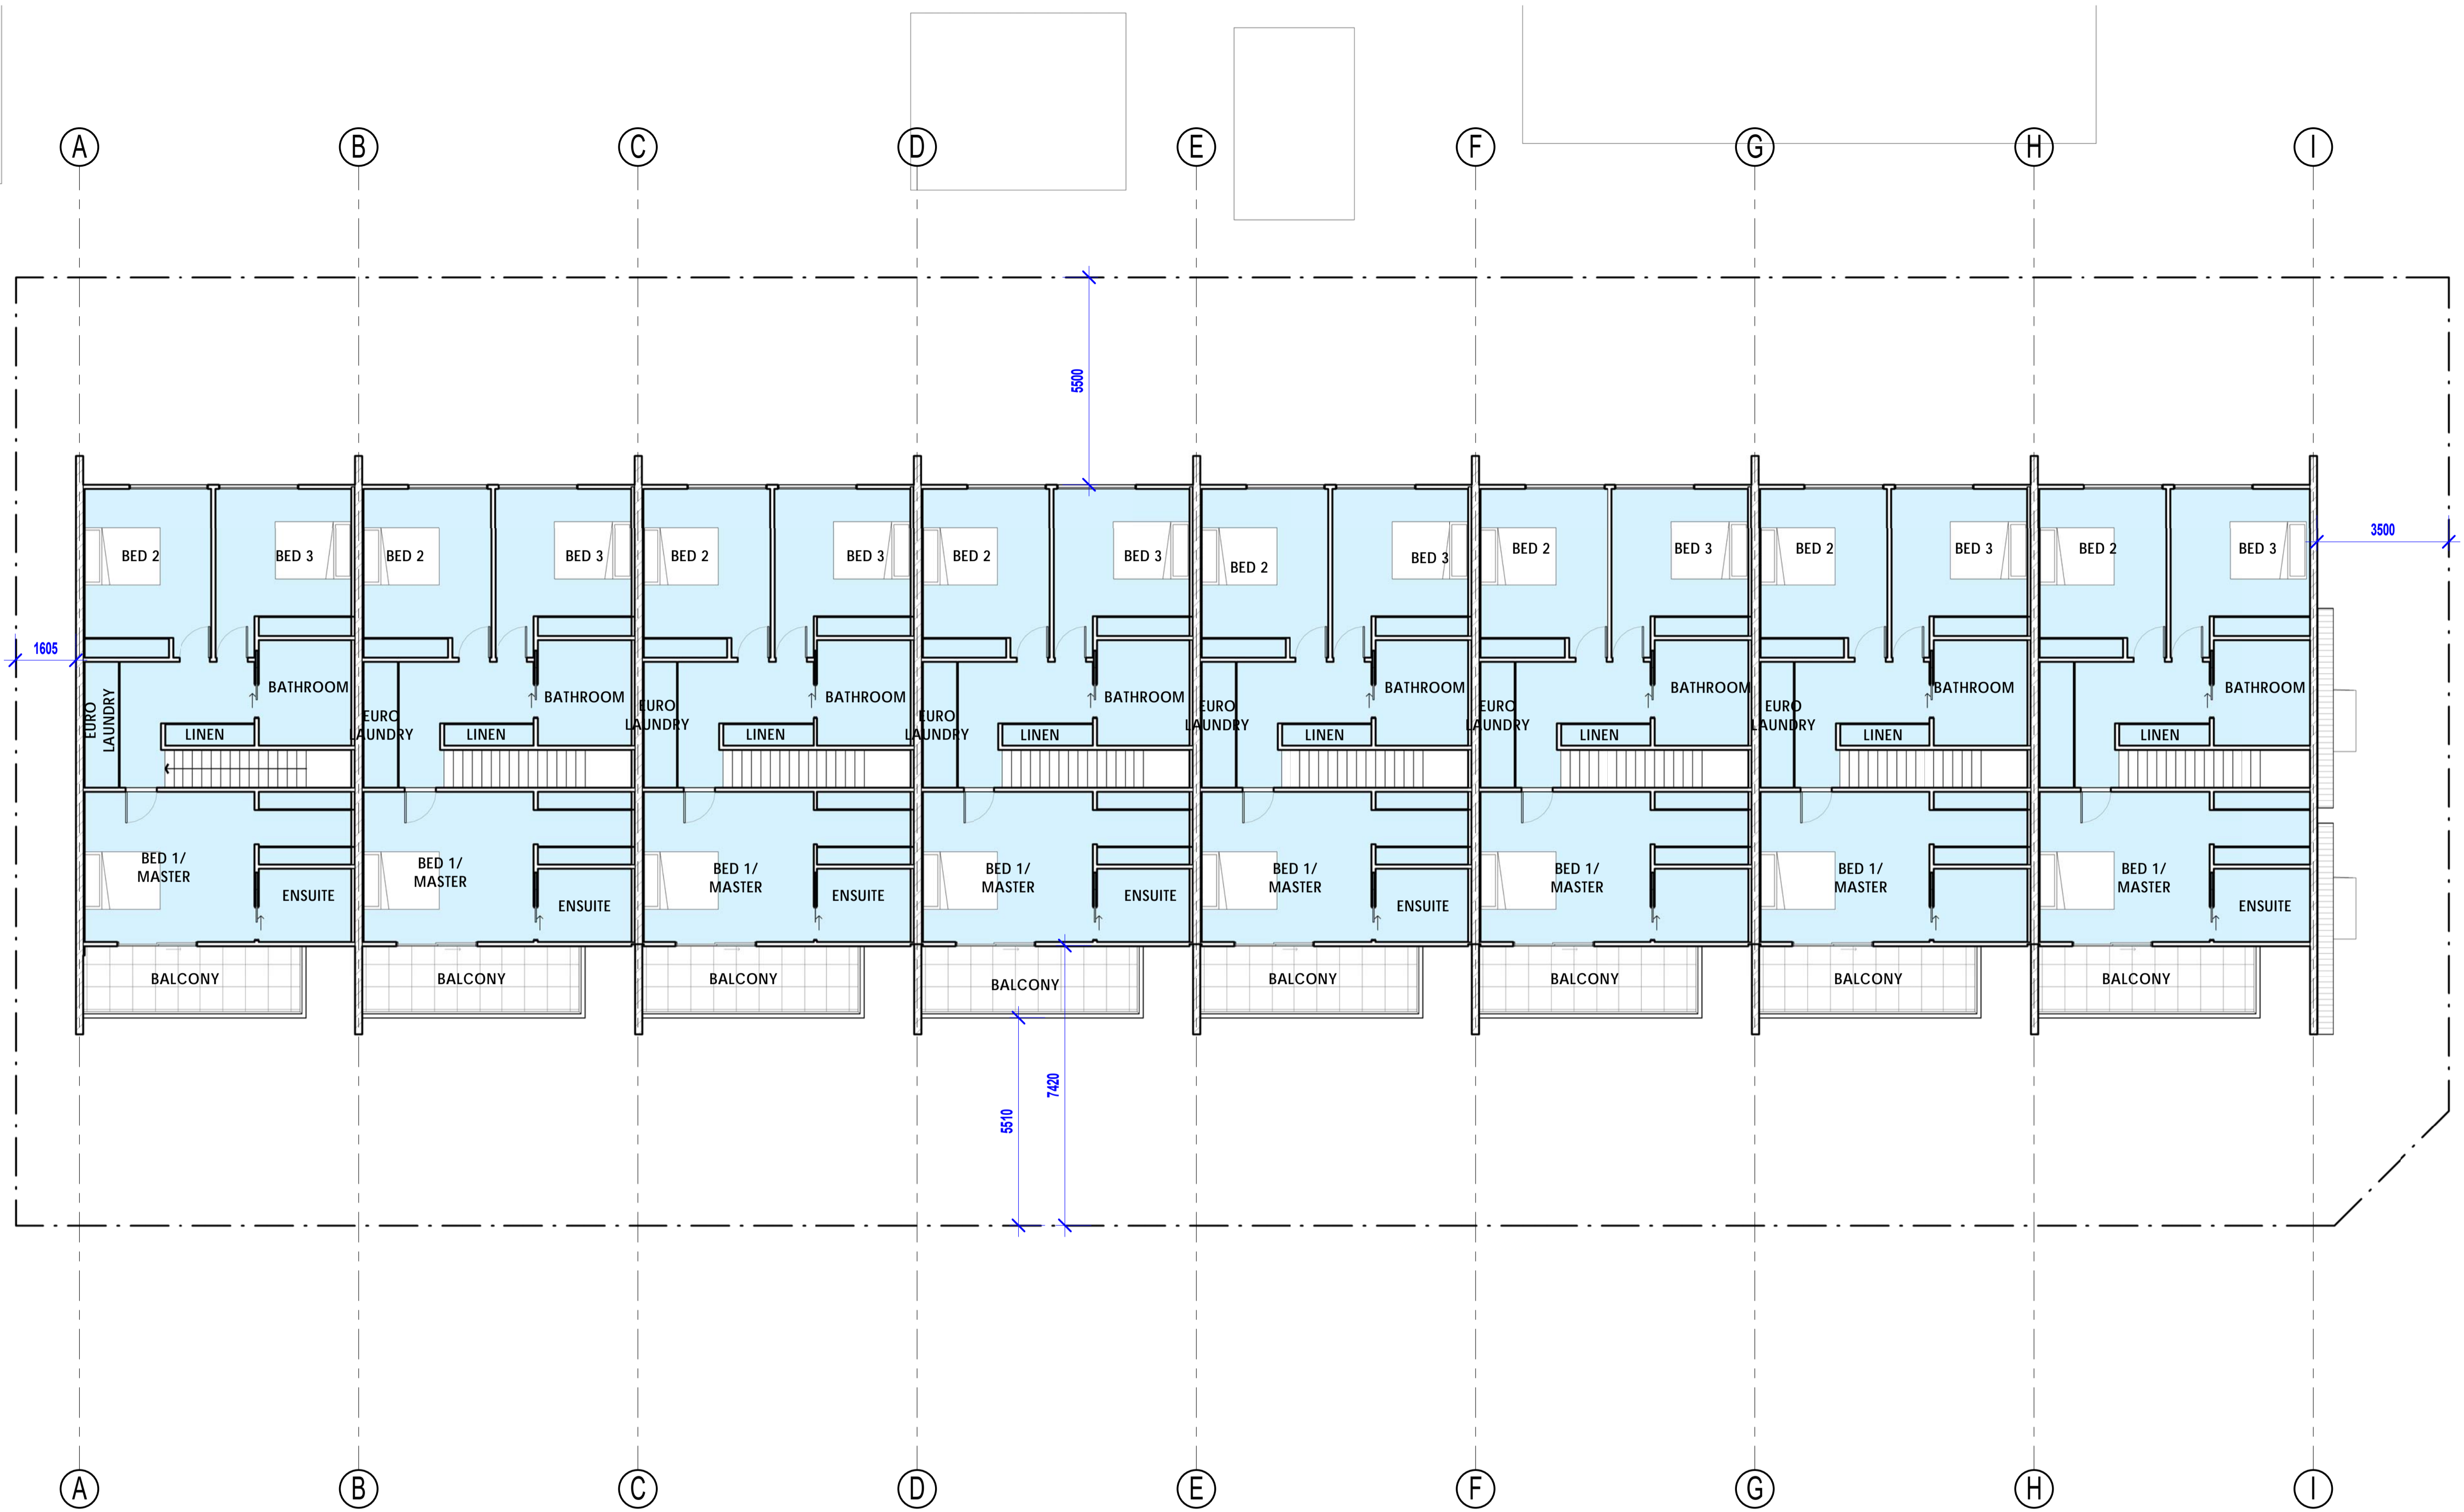 A B C D E F G H I
5500
3500
BED 2 BED 3 BED 2 BED 3 BED 2 BED 3 BED 2 BED 3 BED 2 BED 3 BED 2 BED 3 BED 2 BED 3 BED 2 BED 3
1605
BATHROOM BATHROOM BATHROOM BATHROOM BATHROOM BATHROOM BATHROOM BATHROOM
EURO EURO EURO EURO EURO EURO EURO
LAUNDRY LAUNDRY LAUNDRY LAUNDRY LAUNDRY LAUNDRY LAUNDRY
LINEN LINEN LINEN LINEN LINEN LINEN LINEN LINEN
BED 1/ BED 1/ BED 1/ BED 1/ BED 1/ BED 1/ BED 1/ BED 1/
MASTER MASTER MASTER MASTER MASTER MASTER MASTER MASTER
ENSUITE ENSUITE ENSUITE ENSUITE ENSUITE ENSUITE
BALCONY BALCONY BALCONY BALCONY BALCONY BALCONY BALCONY BALCONY
7420
5510
A B C D E F G H I